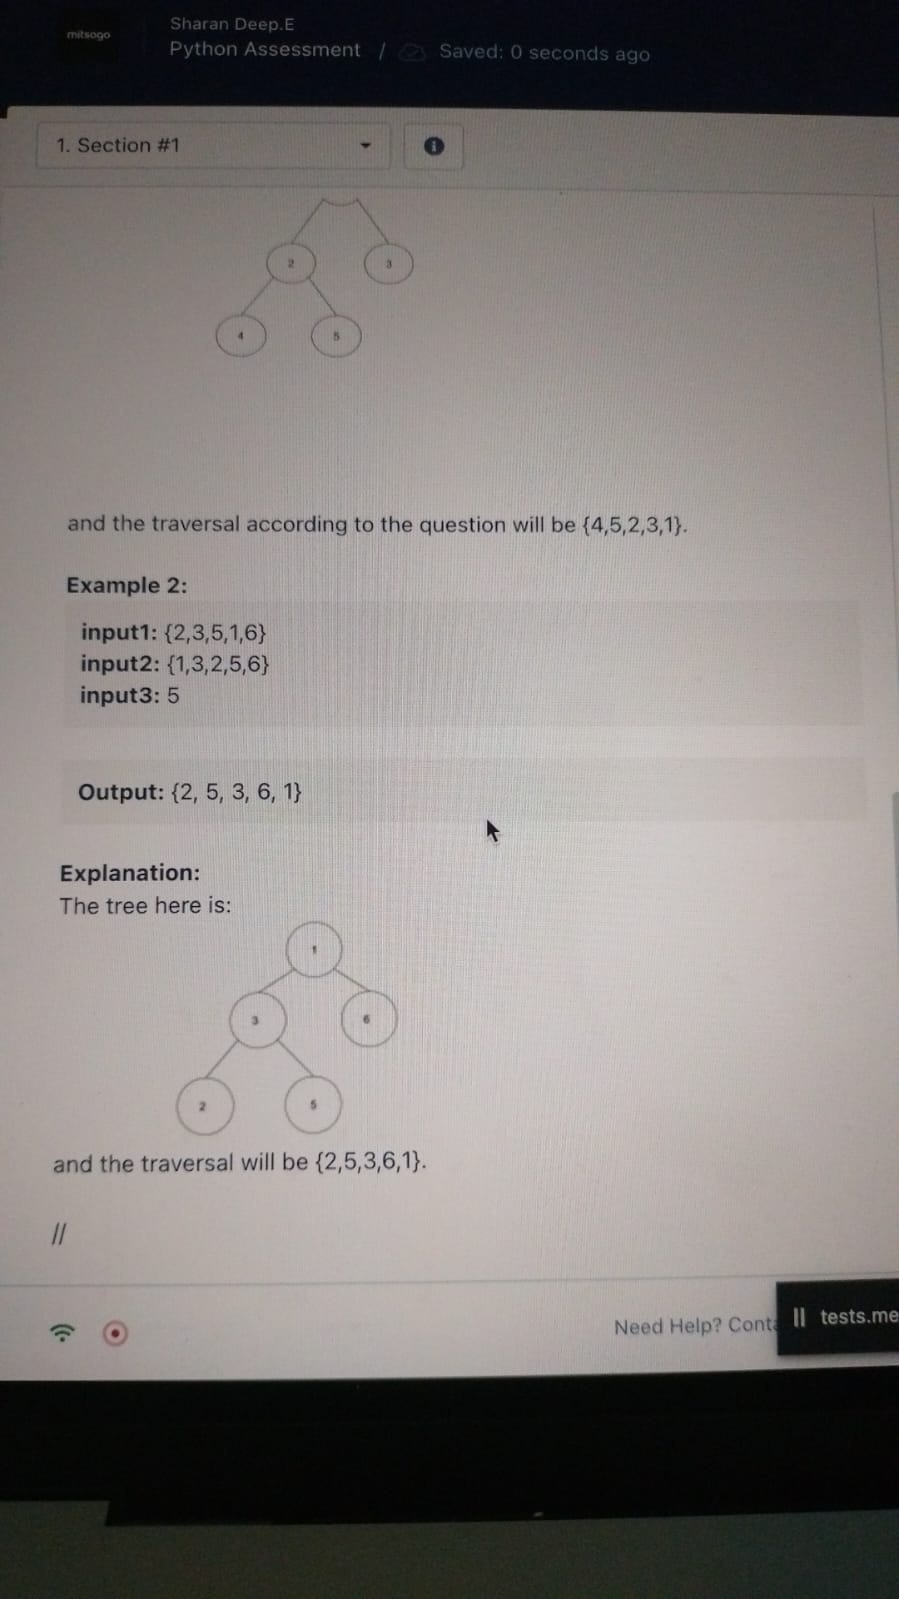 mitsogo
Sharan Deep.E
Python Assessment / Saved: 0 seconds ago
1. Section #1
2
3
4
5
and the traversal according to the question will be {4,5,2,3,1}.
Example 2:
input1: {2,3,5,1,6}
input2: {1,3,2,5,6}
input3: 5
Output: {2, 5, 3, 6, 1}
Explanation:
The tree here is:
1
3
6
2
5
and the traversal will be {2,5,3,6,1}.
//
Need Help? Conta
|| tests.me